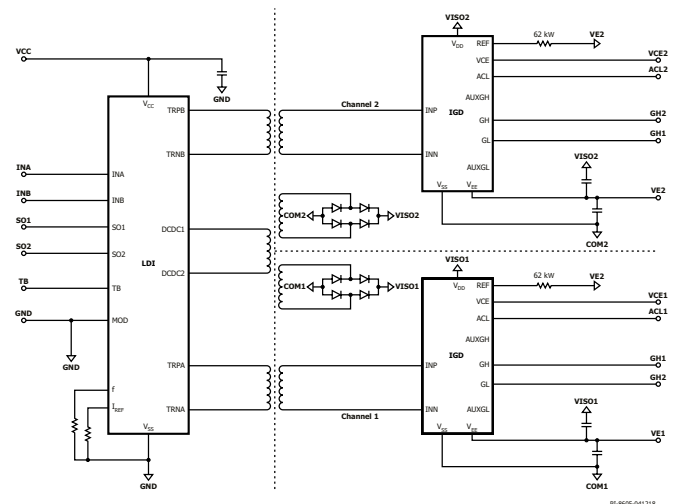 VISO2
VCC
GND
VCC
TRPB
TRNB
INA
INA
INB
INB
SO1
SO1
SO2
SO2
LDI
DCDC1
DCDC2
TB
TB
GND
MOD
GND
TRPA
f
IREF
TRNA
VSS
GND
Channel 2
VDD
REF
62 kW
VE2
VCE
VCE2
ACL
ACL2
AUXGH
INP
IGD
GH
GH2
GL
GH1
INN
AUXGL
VISO2
VSS
VEE
VE2
COM2
COM2
VISO2
COM1
VISO1
VISO1
VDD
REF
62 kW
VE2
VCE
VCE1
ACL
ACL1
AUXGH
INP
IGD
GH
GH1
GL
GH2
INN
AUXGL
Channel 1
VISO1
VSS
VEE
VE1
COM1
PI-8605-041218